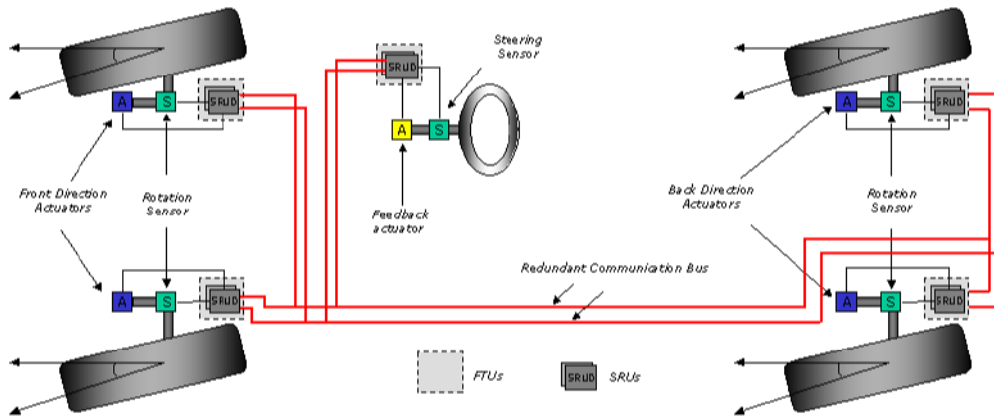 Steering
Sensor
SRUD
A
S
SRUD
A
S
SRUD
A
S
Front Direction
Actuators
Rotation
Sensor
Feedback
actuator
Back Direction
Actuators
Rotation
Sensor
Redundant Communication Bus
A
S
SRUD
A
S
SRUD
FTUs
SRUD
SRUs